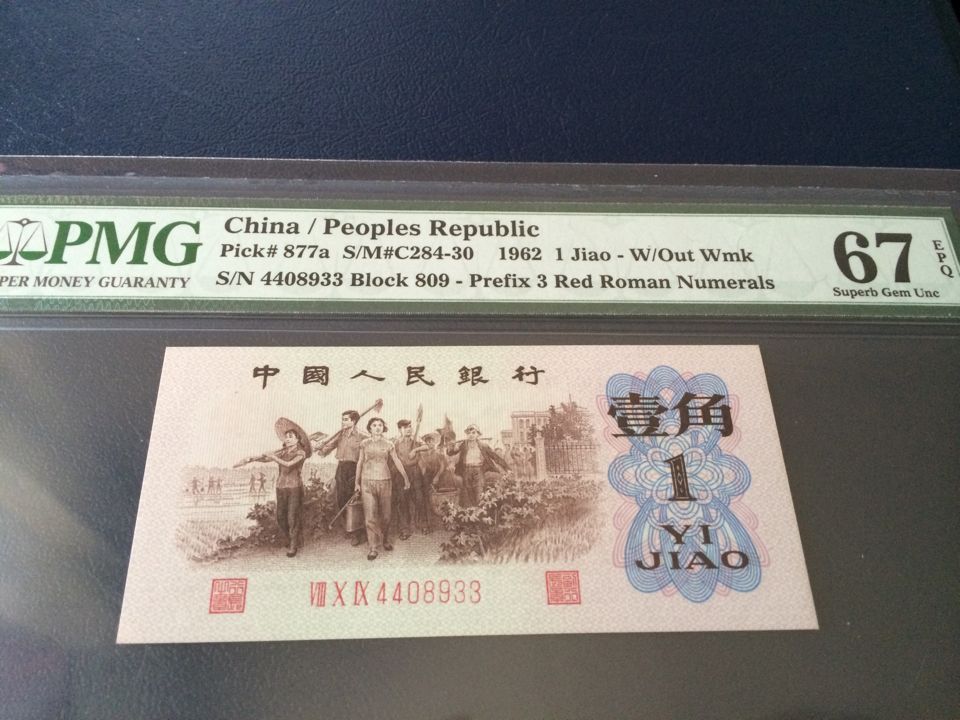 PMG
PER MONEY GUARANTY
China / Peoples Republic
Pick# 877a S/M#C284-30 1962 1 Jiao - W/Out Wmk
S/N 4408933 Block 809 - Prefix 3 Red Roman Numerals
67
EPQ
Superb Gem Unc
中國人民銀行
壹角
1
YI
JIAO
Ⅷ Ⅹ Ⅸ 4408933